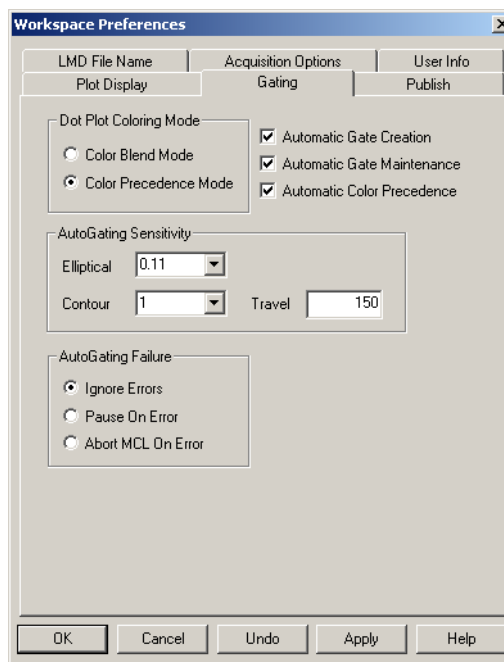 Workspace Preferences
LMD File Name
Acquisition Options
User Info
Plot Display
Gating
Publish
Dot Plot Coloring Mode
Color Blend Mode
Color Precedence Mode
Automatic Gate Creation
Automatic Gate Maintenance
Automatic Color Precedence
AutoGating Sensitivity
Elliptical 0.11
Contour 1 Travel 150
AutoGating Failure
Ignore Errors
Pause On Error
Abort MCL On Error
OK Cancel Undo Apply Help